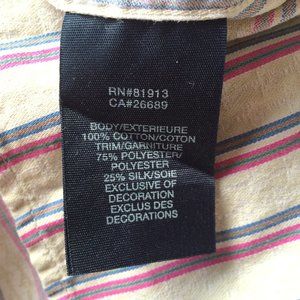 RN#81913
CA#26689
BODY/EXTERIEURE
100% COTTON/COTON
TRIM/GARNITURE
75% POLYESTER/
POLYESTER
25% SILK/SOIE
EXCLUSIVE OF
DECORATION
EXCLUS DES
DECORATIONS